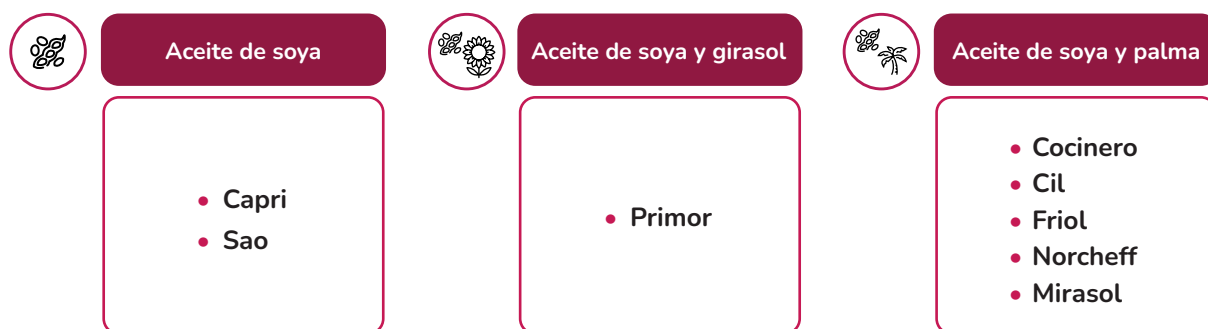 Aceite de soya
Capri
Sao
Aceite de soya y girasol
Primor
Aceite de soya y palma
Cocinero
Cil
Friol
Norcheff
Mirasol